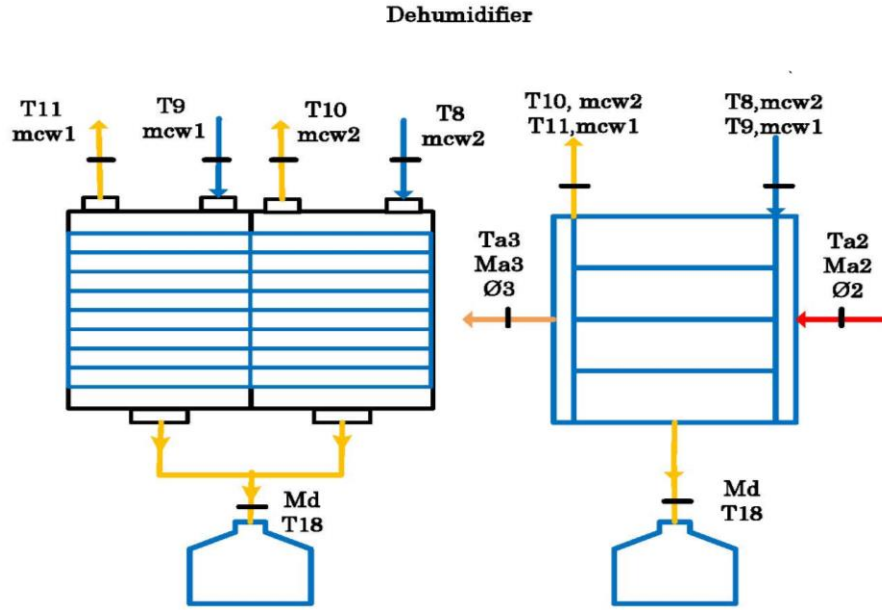 Dehumidifier
T11
mcw1
T9
mcw1
T10
mcw2
T8
mcw2
T10, mcw2
T11,mcw1
T8,mcw2
T9,mcw1
Ta3
Ma3
Ø3
Ta2
Ma2
Ø2
Md
T18
Md
T18